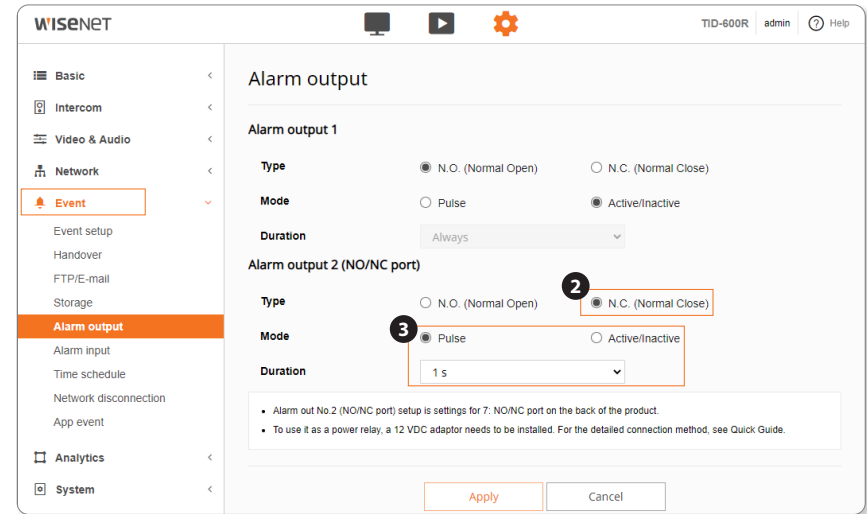 WISENET
TID-600R admin ? Help
Basic
Intercom
Video & Audio
Network
Event
Event setup
Handover
FTP/E-mail
Storage
Alarm output
Alarm input
Time schedule
Network disconnection
App event
Analytics
System
Alarm output
Alarm output 1
Type N.O. (Normal Open) N.C. (Normal Close)
Mode Pulse Active/Inactive
Duration Always
Alarm output 2 (NO/NC port)
2
Type N.O. (Normal Open) N.C. (Normal Close)
3
Mode Pulse Active/Inactive
Duration 1 s
• Alarm out No.2 (NO/NC port) setup is settings for 7: NO/NC port on the back of the product.
• To use it as a power relay, a 12 VDC adaptor needs to be installed. For the detailed connection method, see Quick Guide.
Apply Cancel